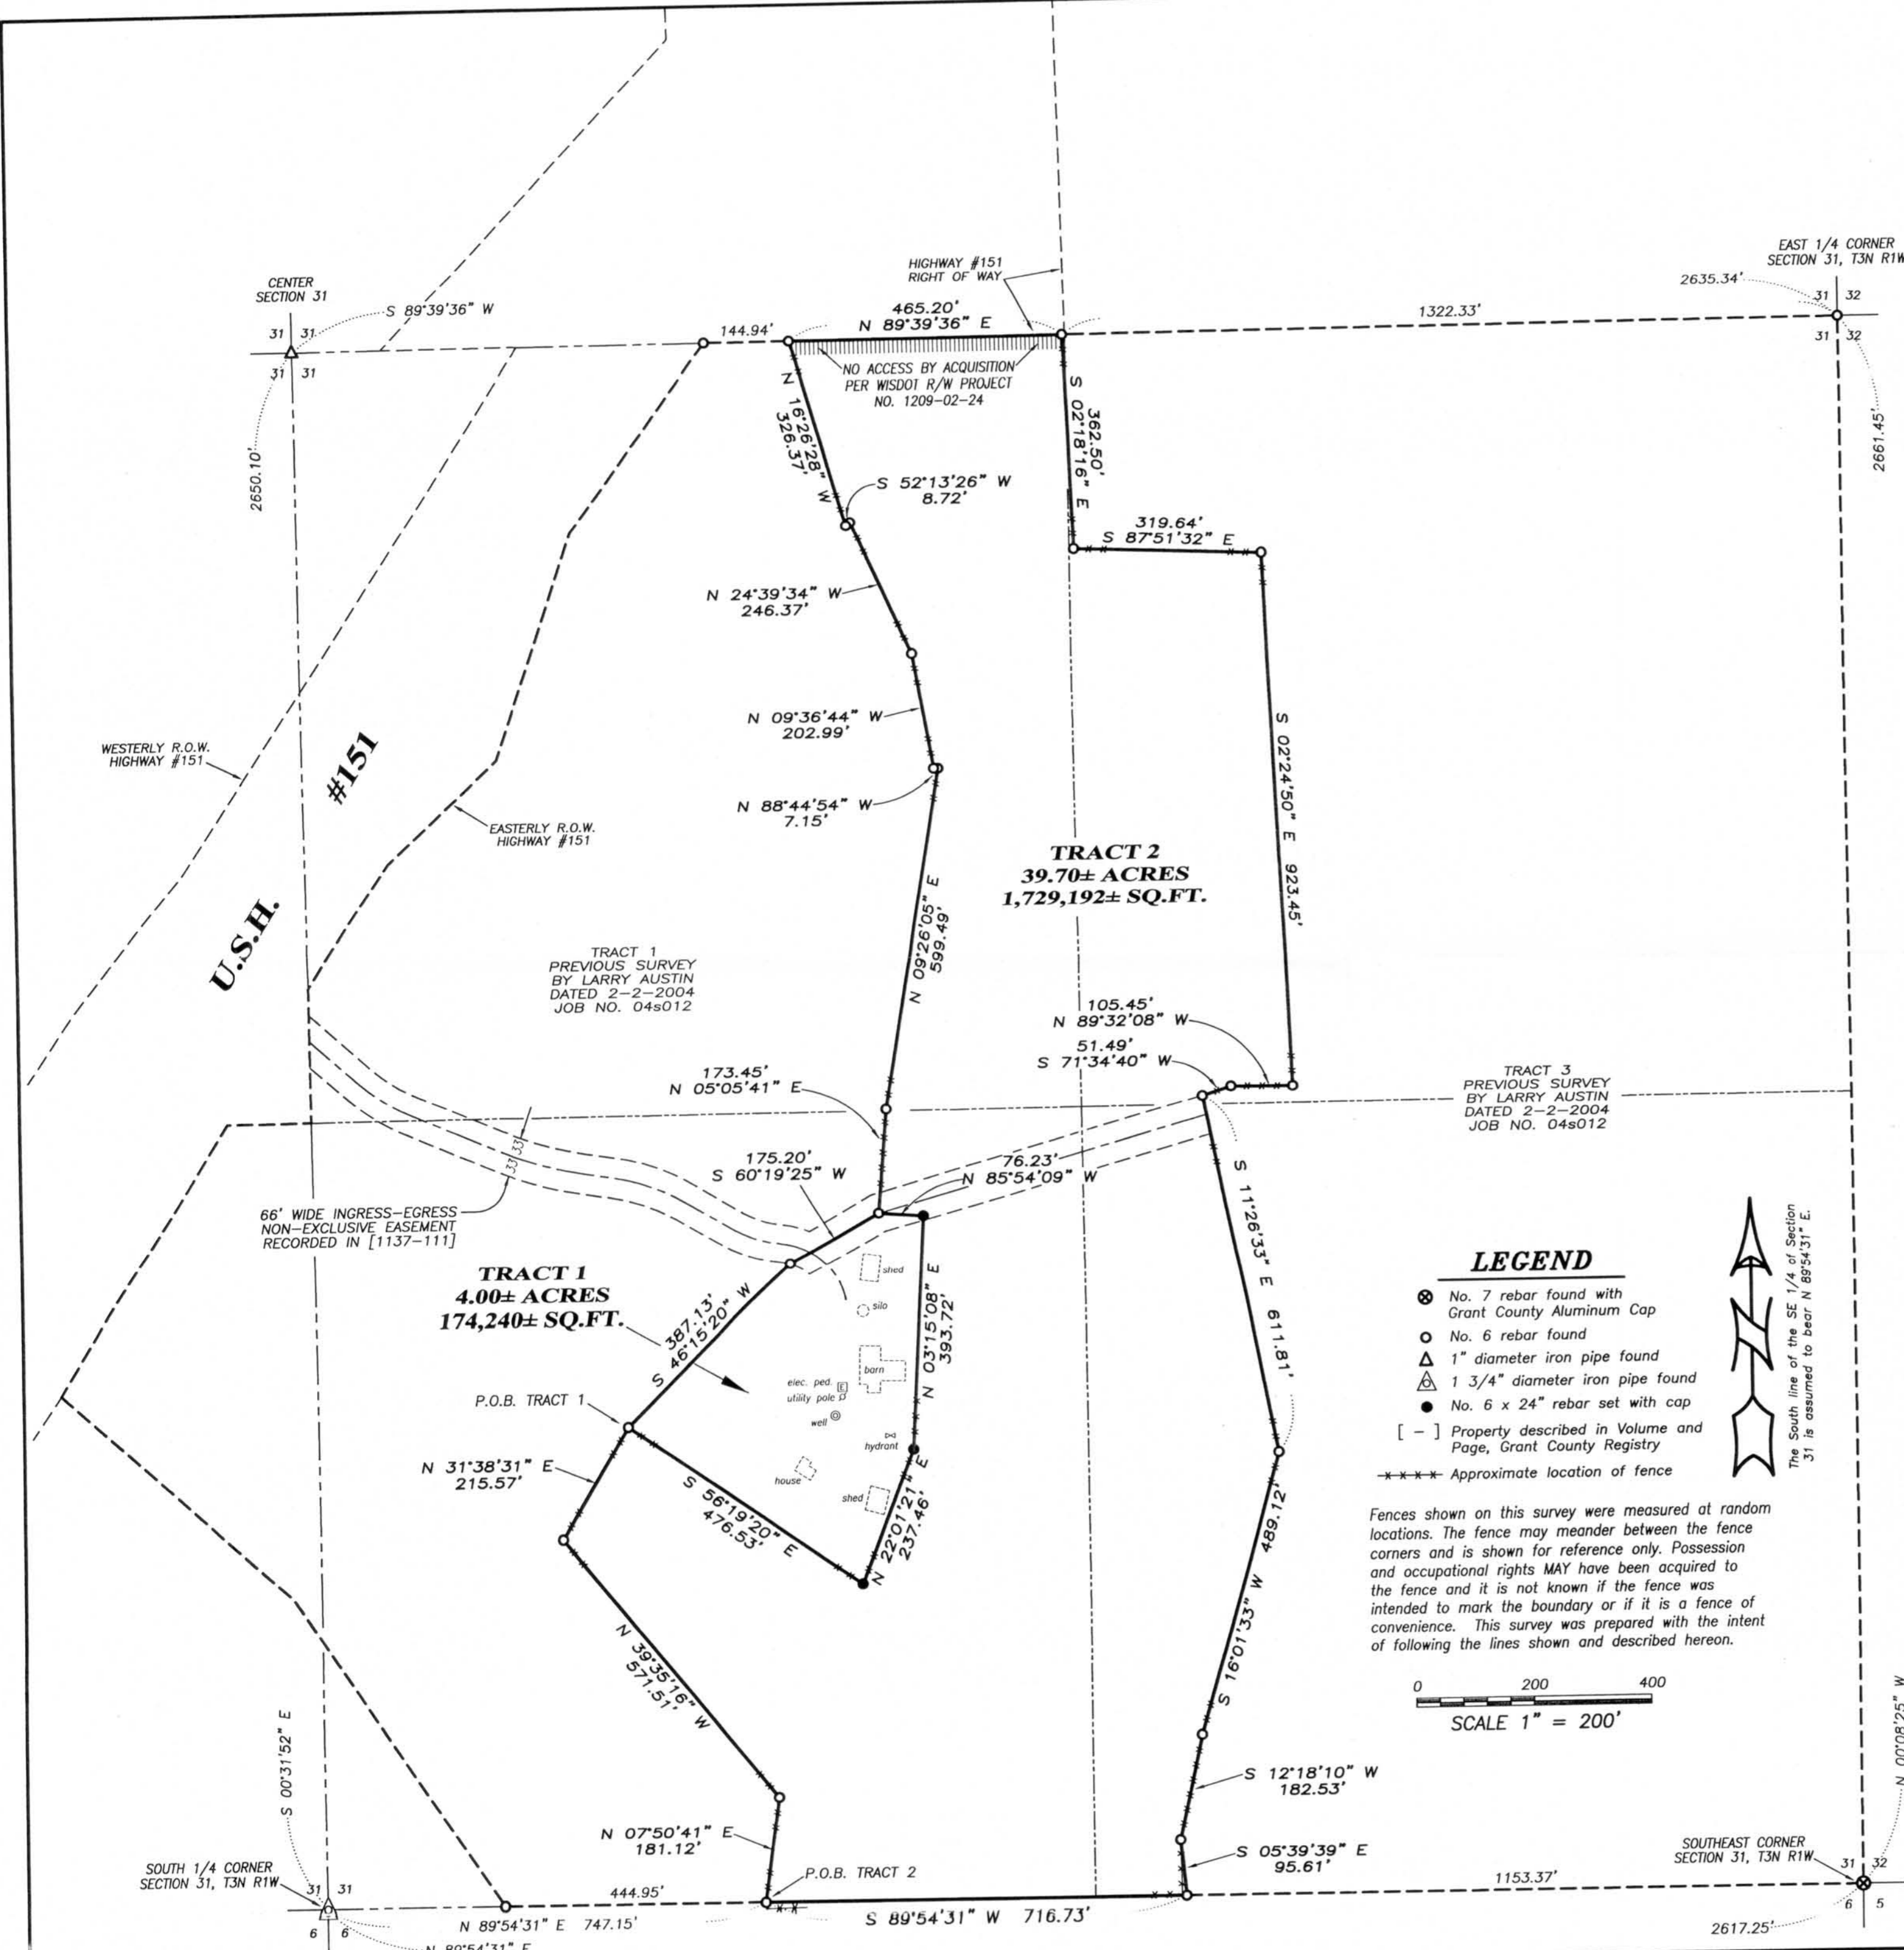 EAST 1/4 CORNER
SECTION 31, T3N R1W
2635.34'
31 32
31 32
CENTER
SECTION 31
S 89°39'36" W
31 31
31 31
HIGHWAY #151
RIGHT OF WAY
144.94'
465.20'
N 89°39'36" E
1322.33'
NO ACCESS BY ACQUISITION
PER WISDOT R/W PROJECT
NO. 1209-02-24
2650.10'
2661.45'
N 16°26'28" W
326.37'
362.50'
S 02°18'16" E
S 52°13'26" W
8.72'
319.64'
S 87°51'32" E
N 24°39'34" W
246.37'
N 09°36'44" W
202.99'
S 02°24'50" E 923.45'
WESTERLY R.O.W.
HIGHWAY #151
#151
U.S.H.
N 88°44'54" W
7.15'
EASTERLY R.O.W.
HIGHWAY #151
TRACT 2
39.70± ACRES
1,729,192± SQ.FT.
N 09°26'05" E
599.49'
TRACT 1
PREVIOUS SURVEY
BY LARRY AUSTIN
DATED 2-2-2004
JOB NO. 04s012
105.45'
N 89°32'08" W
51.49'
S 71°34'40" W
173.45'
N 05°05'41" E
TRACT 3
PREVIOUS SURVEY
BY LARRY AUSTIN
DATED 2-2-2004
JOB NO. 04s012
33 33
175.20'
S 60°19'25" W
76.23'
N 85°54'09" W
66' WIDE INGRESS-EGRESS
NON-EXCLUSIVE EASEMENT
RECORDED IN [1137-111]
S 11°26'33" E 611.81'
TRACT 1
4.00± ACRES
174,240± SQ.FT.
387.13'
S 46°15'20" W
shed
silo
barn
elec. ped. E
utility pole
well
hydrant
house
shed
N 03°15'08" E
393.72'
P.O.B. TRACT 1
N 31°38'31" E
215.57'
S 56°19'20" E
476.53'
N 22°01'21" E
237.46'
S 16°01'33" W 489.12'
N 39°35'16" W
571.51'
LEGEND
No. 7 rebar found with
Grant County Aluminum Cap
No. 6 rebar found
1" diameter iron pipe found
1 3/4" diameter iron pipe found
No. 6 x 24" rebar set with cap
[ - ] Property described in Volume and
Page, Grant County Registry
Approximate location of fence
N
The South line of the SE 1/4 of Section
31 is assumed to bear N 89°54'31" E.
Fences shown on this survey were measured at random
locations. The fence may meander between the fence
corners and is shown for reference only. Possession
and occupational rights MAY have been acquired to
the fence and it is not known if the fence was
intended to mark the boundary or if it is a fence of
convenience. This survey was prepared with the intent
of following the lines shown and described hereon.
0 200 400
SCALE 1" = 200'
S 00°31'52" E
N 00°08'25" W
S 12°18'10" W
182.53'
N 07°50'41" E
181.12'
S 05°39'39" E
95.61'
SOUTH 1/4 CORNER
SECTION 31, T3N R1W
31 31
6 6
P.O.B. TRACT 2
444.95'
N 89°54'31" E 747.15'
N 89°54'31" E
S 89°54'31" W 716.73'
1153.37'
SOUTHEAST CORNER
SECTION 31, T3N R1W
31 32
6 5
2617.25'